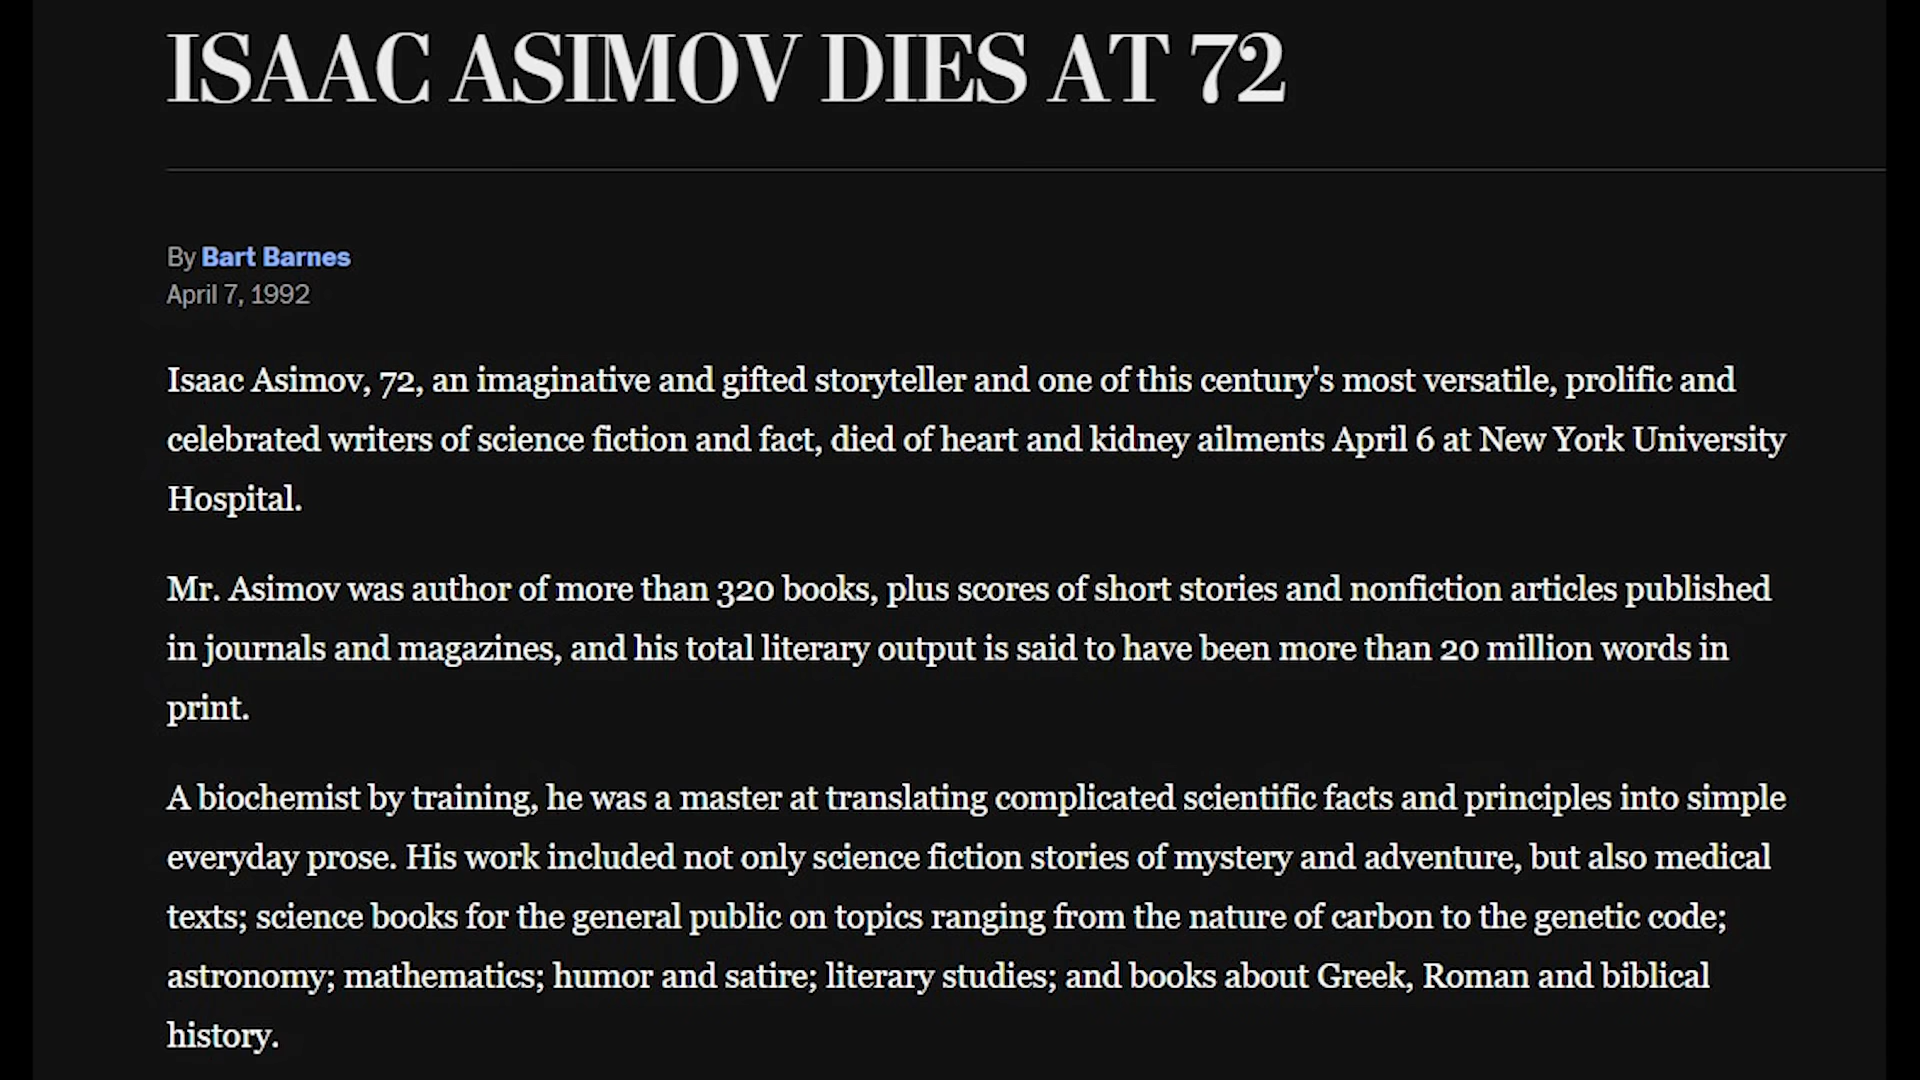 ISAAC ASIMOV DIES AT 72
By Bart Barnes
April 7, 1992
Isaac Asimov, 72, an imaginative and gifted storyteller and one of this century's most versatile, prolific and
celebrated writers of science fiction and fact, died of heart and kidney ailments April 6 at New York University
Hospital.
Mr. Asimov was author of more than 320 books, plus scores of short stories and nonfiction articles published
in journals and magazines, and his total literary output is said to have been more than 20 million words in
print.
A biochemist by training, he was a master at translating complicated scientific facts and principles into simple
everyday prose. His work included not only science fiction stories of mystery and adventure, but also medical
texts; science books for the general public on topics ranging from the nature of carbon to the genetic code;
astronomy; mathematics; humor and satire; literary studies; and books about Greek, Roman and biblical
history.